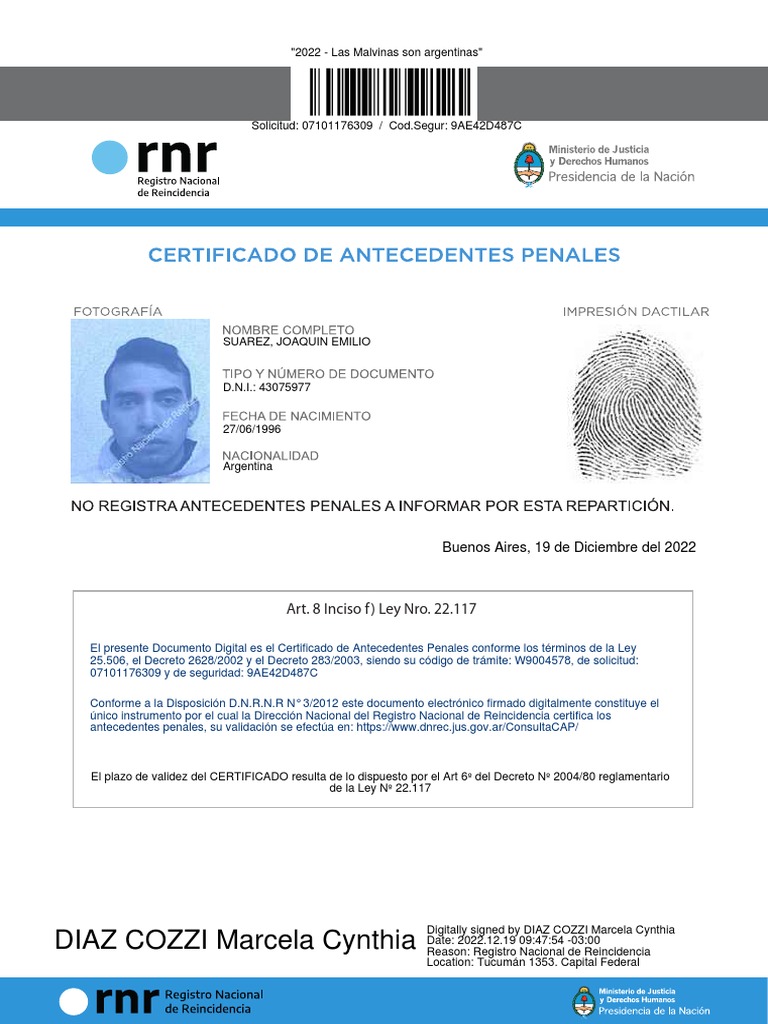 "2022 - Las Malvinas son argentinas"
Solicitud: 07101176309 / Cod.Segur: 9AE42D487C
rnr
Registro Nacional
de Reincidencia
Ministerio de Justicia
y Derechos Humanos
Presidencia de la Nación
CERTIFICADO DE ANTECEDENTES PENALES
FOTOGRAFÍA
IMPRESIÓN DACTILAR
NOMBRE COMPLETO
SUAREZ, JOAQUIN EMILIO
TIPO Y NÚMERO DE DOCUMENTO
D.N.I.: 43075977
FECHA DE NACIMIENTO
27/06/1996
NACIONALIDAD
Argentina
Registro Nacional de Reinci
NO REGISTRA ANTECEDENTES PENALES A INFORMAR POR ESTA REPARTICIÓN.
Buenos Aires, 19 de Diciembre del 2022
Art. 8 Inciso f) Ley Nro. 22.117
El presente Documento Digital es el Certificado de Antecedentes Penales conforme los términos de la Ley
25.506, el Decreto 2628/2002 y el Decreto 283/2003, siendo su código de trámite: W9004578, de solicitud:
07101176309 y de seguridad: 9AE42D487C
Conforme a la Disposición D.N.R.N.R N° 3/2012 este documento electrónico firmado digitalmente constituye el
único instrumento por el cual la Dirección Nacional del Registro Nacional de Reincidencia certifica los
antecedentes penales, su validación se efectúa en: https://www.dnrec.jus.gov.ar/ConsultaCAP/
El plazo de validez del CERTIFICADO resulta de lo dispuesto por el Art 6º del Decreto Nº 2004/80 reglamentario
de la Ley Nº 22.117
DIAZ COZZI Marcela Cynthia
Digitally signed by DIAZ COZZI Marcela Cynthia
Date: 2022.12.19 09:47:54 -03:00
Reason: Registro Nacional de Reincidencia
Location: Tucumán 1353. Capital Federal
rnr
Registro Nacional
de Reincidencia
Ministerio de Justicia
y Derechos Humanos
Presidencia de la Nación